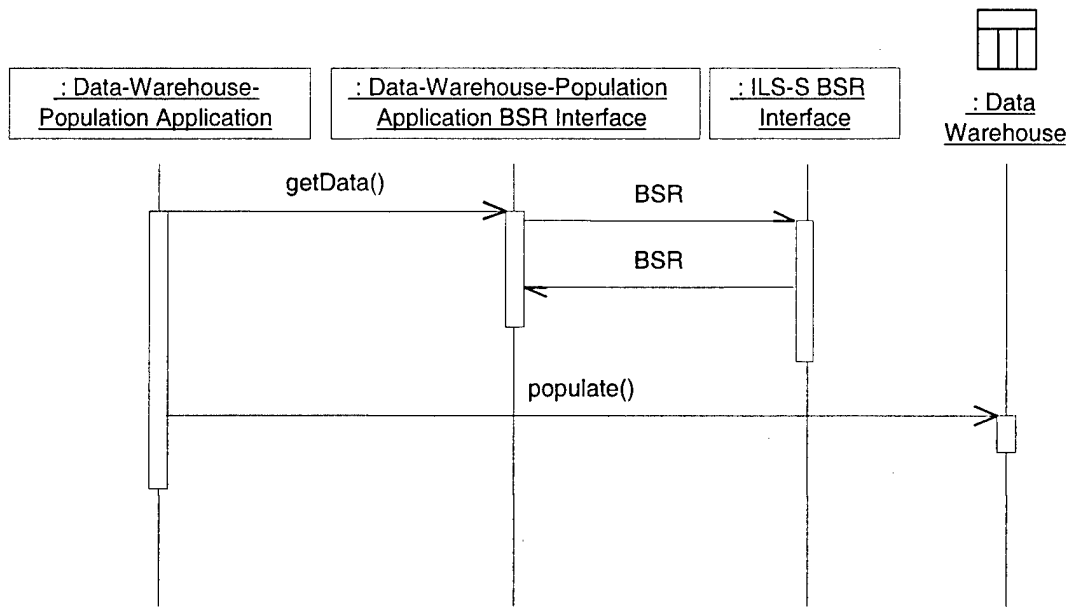 : Data-Warehouse-
Population Application
: Data-Warehouse-Population
Application BSR Interface
: ILS-S BSR
Interface
: Data
Warehouse
getData()
BSR
BSR
populate()